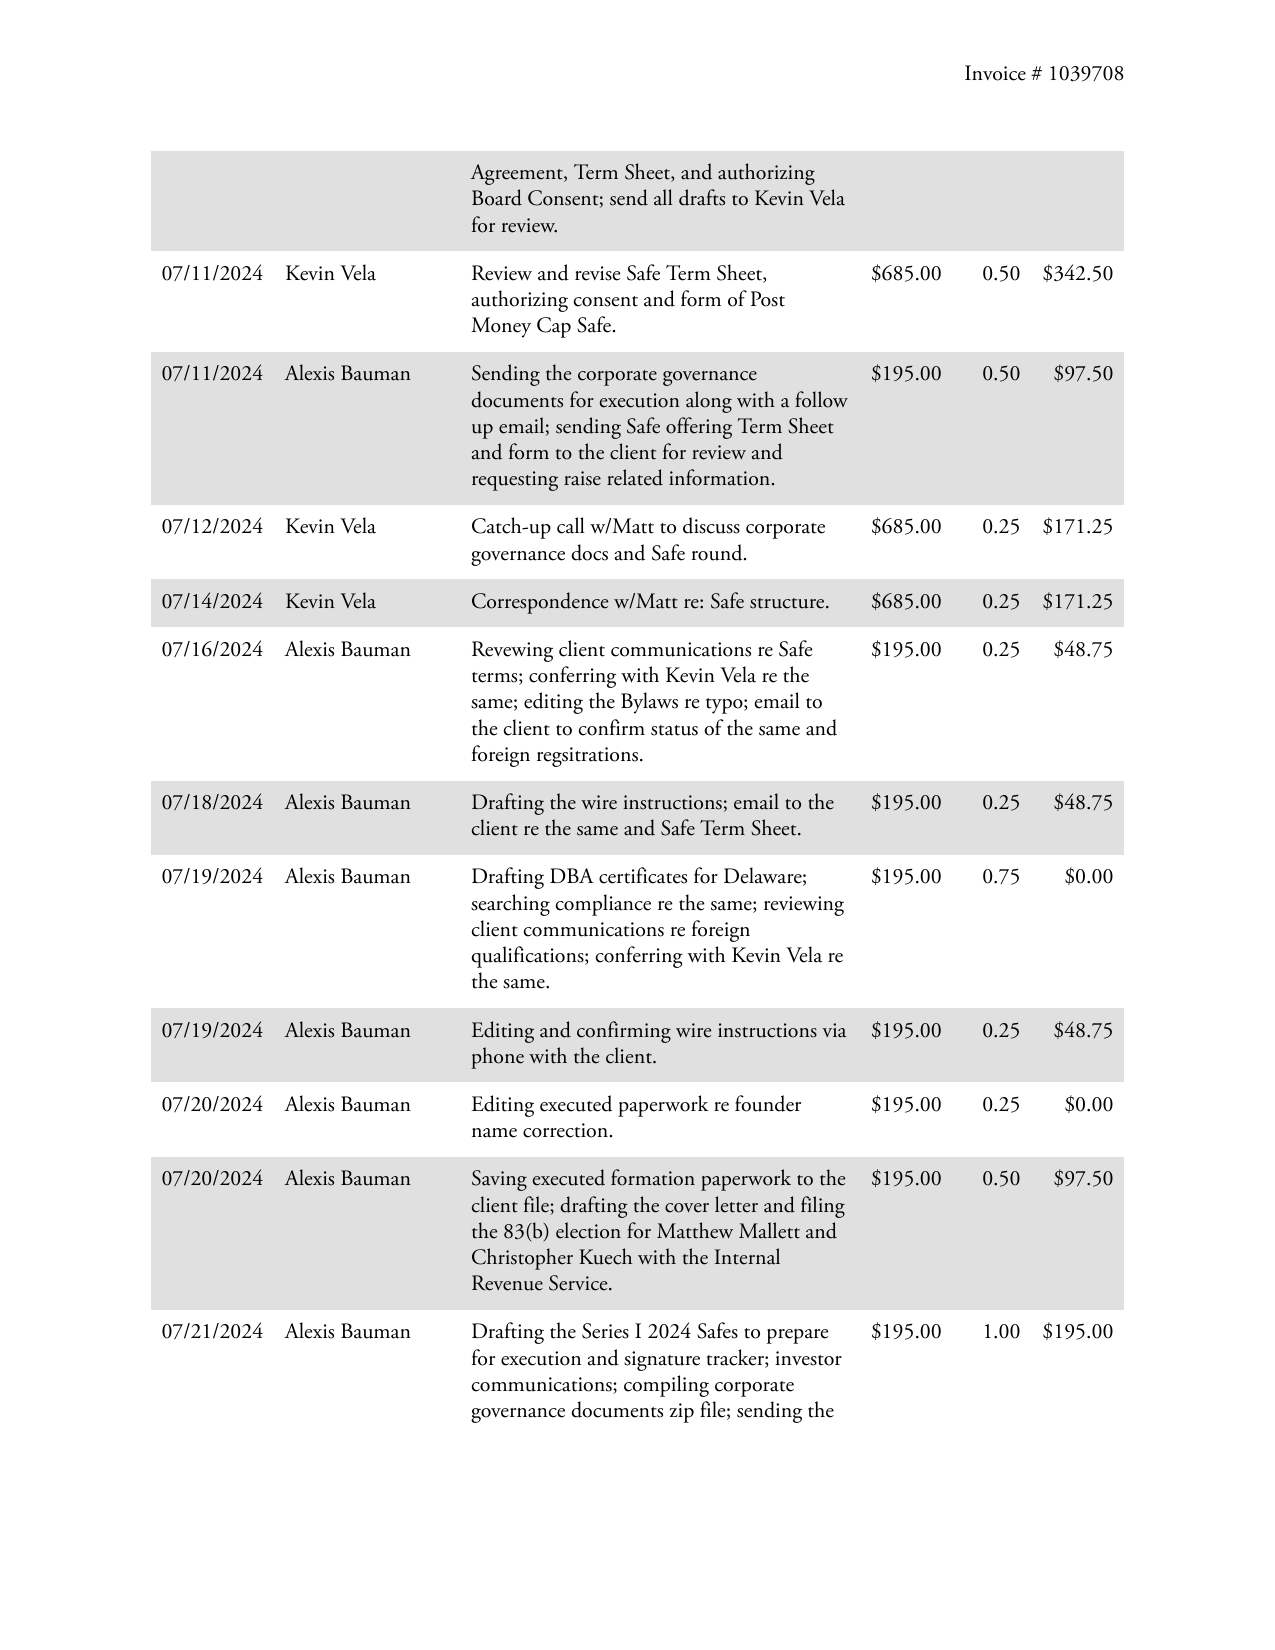 Invoice # 1039708
Agreement, Term Sheet, and authorizing
Board Consent; send all drafts to Kevin Vela
for review.
07/11/2024 Kevin Vela Review and revise Safe Term Sheet, $685.00 0.50 $342.50
authorizing consent and form of Post
Money Cap Safe.
07/11/2024 Alexis Bauman Sending the corporate governance $195.00 0.50 $97.50
documents for execution along with a follow
up email; sending Safe offering Term Sheet
and form to the client for review and
requesting raise related information.
07/12/2024 Kevin Vela Catch-up call w/Matt to discuss corporate $685.00 0.25 $171.25
governance docs and Safe round.
07/14/2024 Kevin Vela Correspondence w/Matt re: Safe structure. $685.00 0.25 $171.25
07/16/2024 Alexis Bauman Revewing client communications re Safe $195.00 0.25 $48.75
terms; conferring with Kevin Vela re the
same; editing the Bylaws re typo; email to
the client to confirm status of the same and
foreign regsitrations.
07/18/2024 Alexis Bauman Drafting the wire instructions; email to the $195.00 0.25 $48.75
client re the same and Safe Term Sheet.
07/19/2024 Alexis Bauman Drafting DBA certificates for Delaware; $195.00 0.75 $0.00
searching compliance re the same; reviewing
client communications re foreign
qualifications; conferring with Kevin Vela re
the same.
07/19/2024 Alexis Bauman Editing and confirming wire instructions via $195.00 0.25 $48.75
phone with the client.
07/20/2024 Alexis Bauman Editing executed paperwork re founder $195.00 0.25 $0.00
name correction.
07/20/2024 Alexis Bauman Saving executed formation paperwork to the $195.00 0.50 $97.50
client file; drafting the cover letter and filing
the 83(b) election for Matthew Mallett and
Christopher Kuech with the Internal
Revenue Service.
07/21/2024 Alexis Bauman Drafting the Series I 2024 Safes to prepare $195.00 1.00 $195.00
for execution and signature tracker; investor
communications; compiling corporate
governance documents zip file; sending the